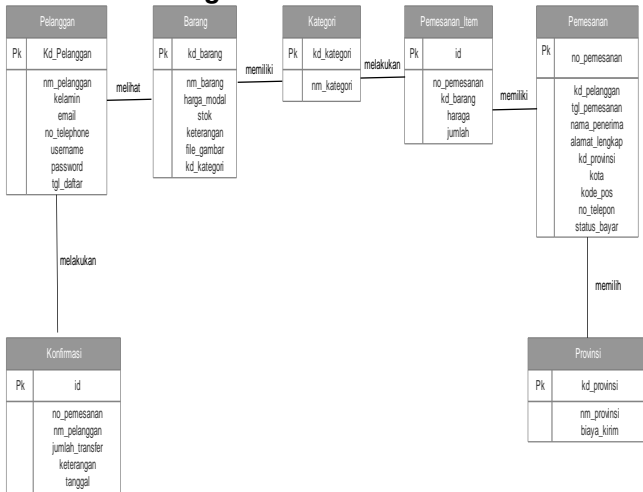 Pelanggan
Pk Kd_Pelanggan
nm_pelanggan
kelamin
email
no_telephone
username
password
tgl_daftar
melihat
Barang
Pk kd_barang
nm_barang
harga_modal
stok
keterangan
file_gambar
kd_kategori
memiliki
Kategori
Pk kd_kategori
nm_kategori
melakukan
Pemesanan_Item
Pk id
no_pemesanan
kd_barang
haraga
jumlah
memiliki
Pemesanan
Pk no_pemesanan
kd_pelanggan
tgl_pemesanan
nama_penerima
alamat_lengkap
kd_provinsi
kota
kode_pos
no_telepon
status_bayar
melakukan
memilih
Konfirmasi
Pk id
no_pemesanan
nm_pelanggan
jumlah_transfer
keterangan
tanggal
Provinsi
Pk kd_provinsi
nm_provinsi
biaya_kirim